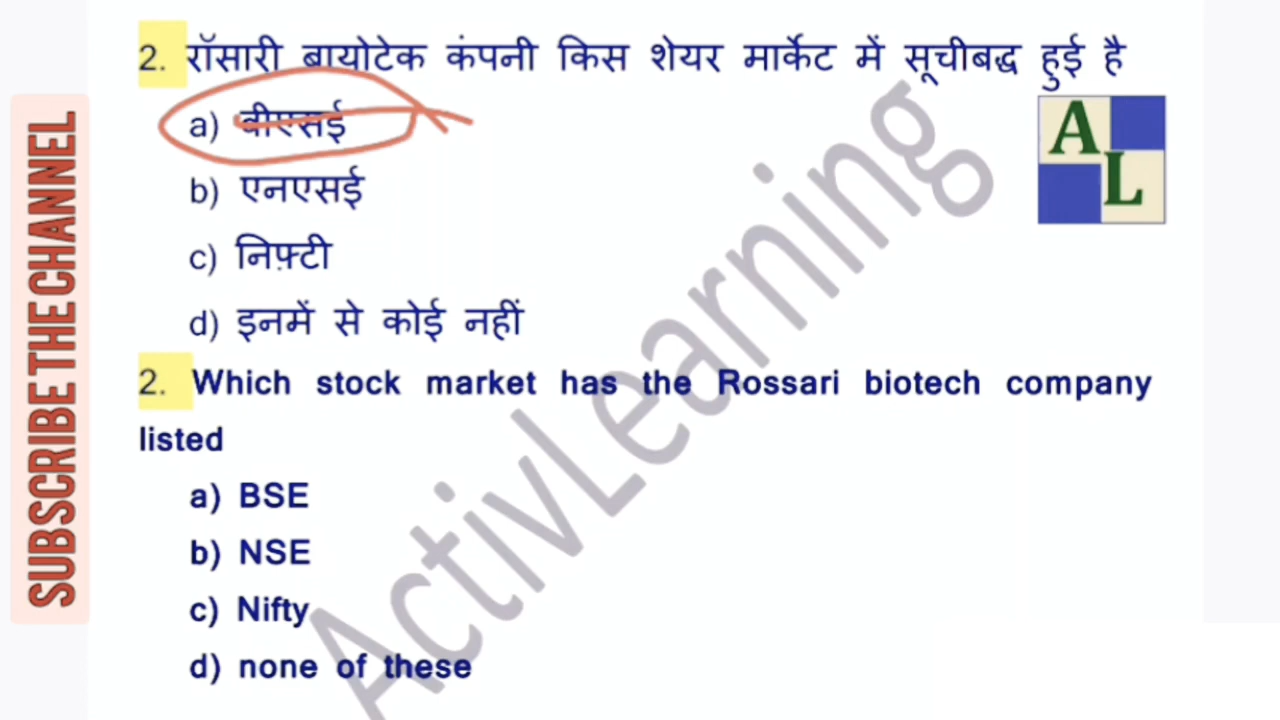 SUBSCRIBE THE CHANNEL
2. रॉसारी बायोटेक कंपनी किस शेयर मार्केट में सूचीबद्ध हुई है
a) बीएसई
b) एनएसई
c) निफ़्टी
d) इनमें से कोई नहीं
2. Which stock market has the Rossari biotech company
listed
a) BSE
b) NSE
c) Nifty
d) none of these
AL
ActivLearning